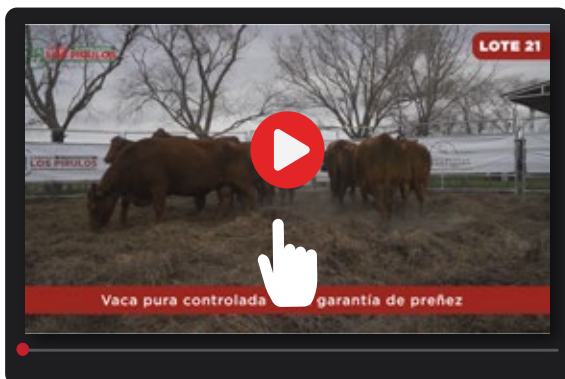 LOS PIRULOS
LOTE 21
LOS PIRULOS
Vaca pura controlada garantía de preñez